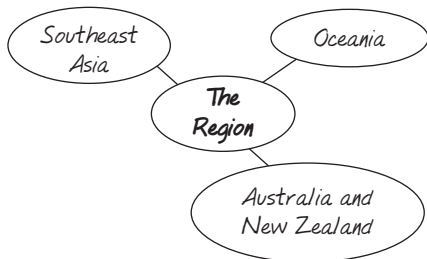 Southeast
Asia
Oceania
The
Region
Australia and
New Zealand